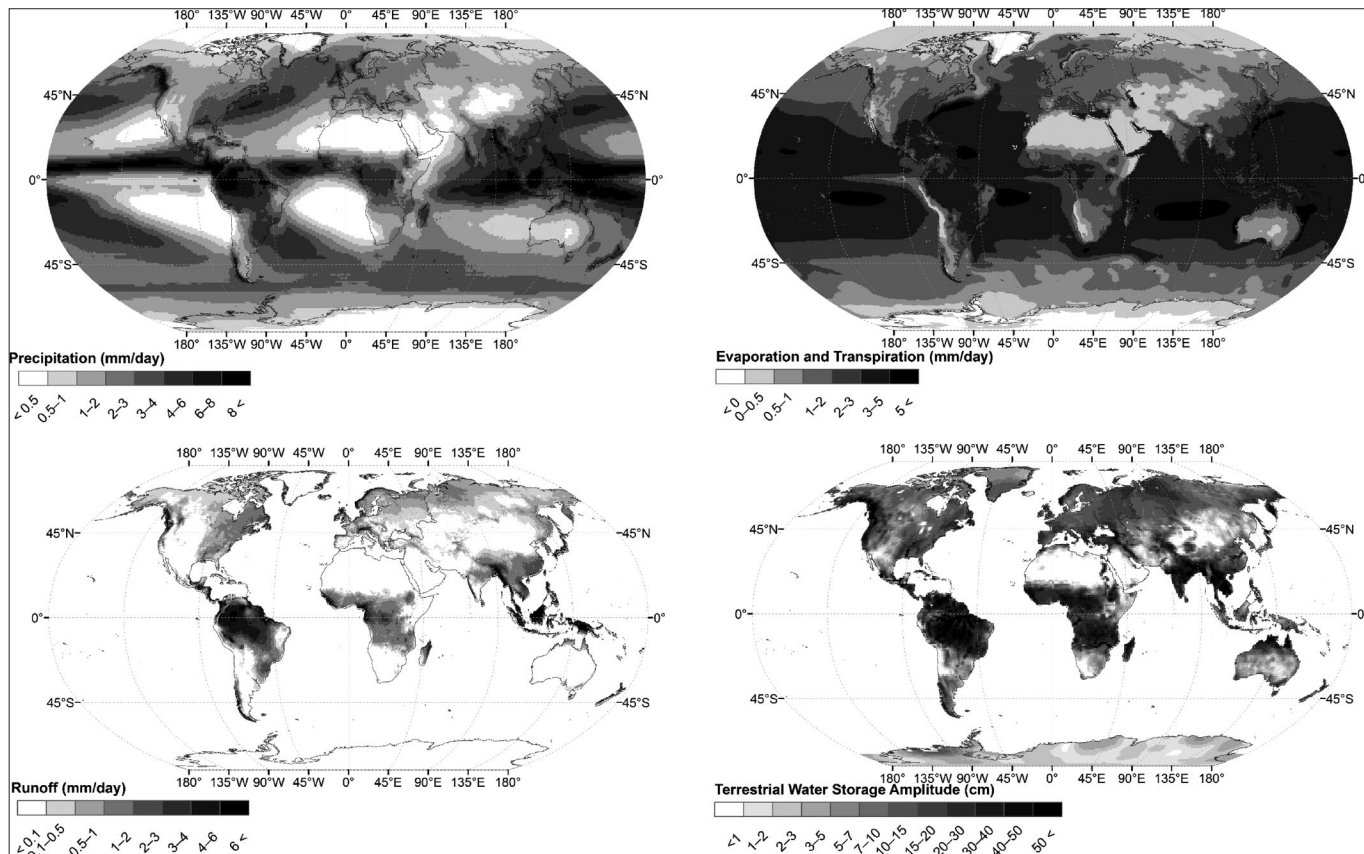 180° 135°W 90°W 45°W 0° 45°E 90°E 135°E 180°
45°N 45°N
0° 0°
45°S 45°S
180° 135°W 90°W 45°W 0° 45°E 90°E 135°E 180°
Precipitation (mm/day)
< 0.5 0.5–1 1–2 2–3 3–4 4–6 6–8 8 <
180° 135°W 90°W 45°W 0° 45°E 90°E 135°E 180°
45°N 45°N
0° 0°
45°S 45°S
180° 135°W 90°W 45°W 0° 45°E 90°E 135°E 180°
Evaporation and Transpiration (mm/day)
< 0 0–0.5 0.5–1 1–2 2–3 3–5 5 <
180° 135°W 90°W 45°W 0° 45°E 90°E 135°E 180°
45°N 45°N
0° 0°
45°S 45°S
180° 135°W 90°W 45°W 0° 45°E 90°E 135°E 180°
Runoff (mm/day)
< 0.1 0.1–0.5 0.5–1 1–2 2–3 3–4 4–6 6 <
180° 135°W 90°W 45°W 0° 45°E 90°E 135°E 180°
45°N 45°N
0° 0°
45°S 45°S
180° 135°W 90°W 45°W 0° 45°E 90°E 135°E 180°
Terrestrial Water Storage Amplitude (cm)
<1 1–2 2–3 3–5 5–7 7–10 10–15 15–20 20–30 30–40 40–50 50 <